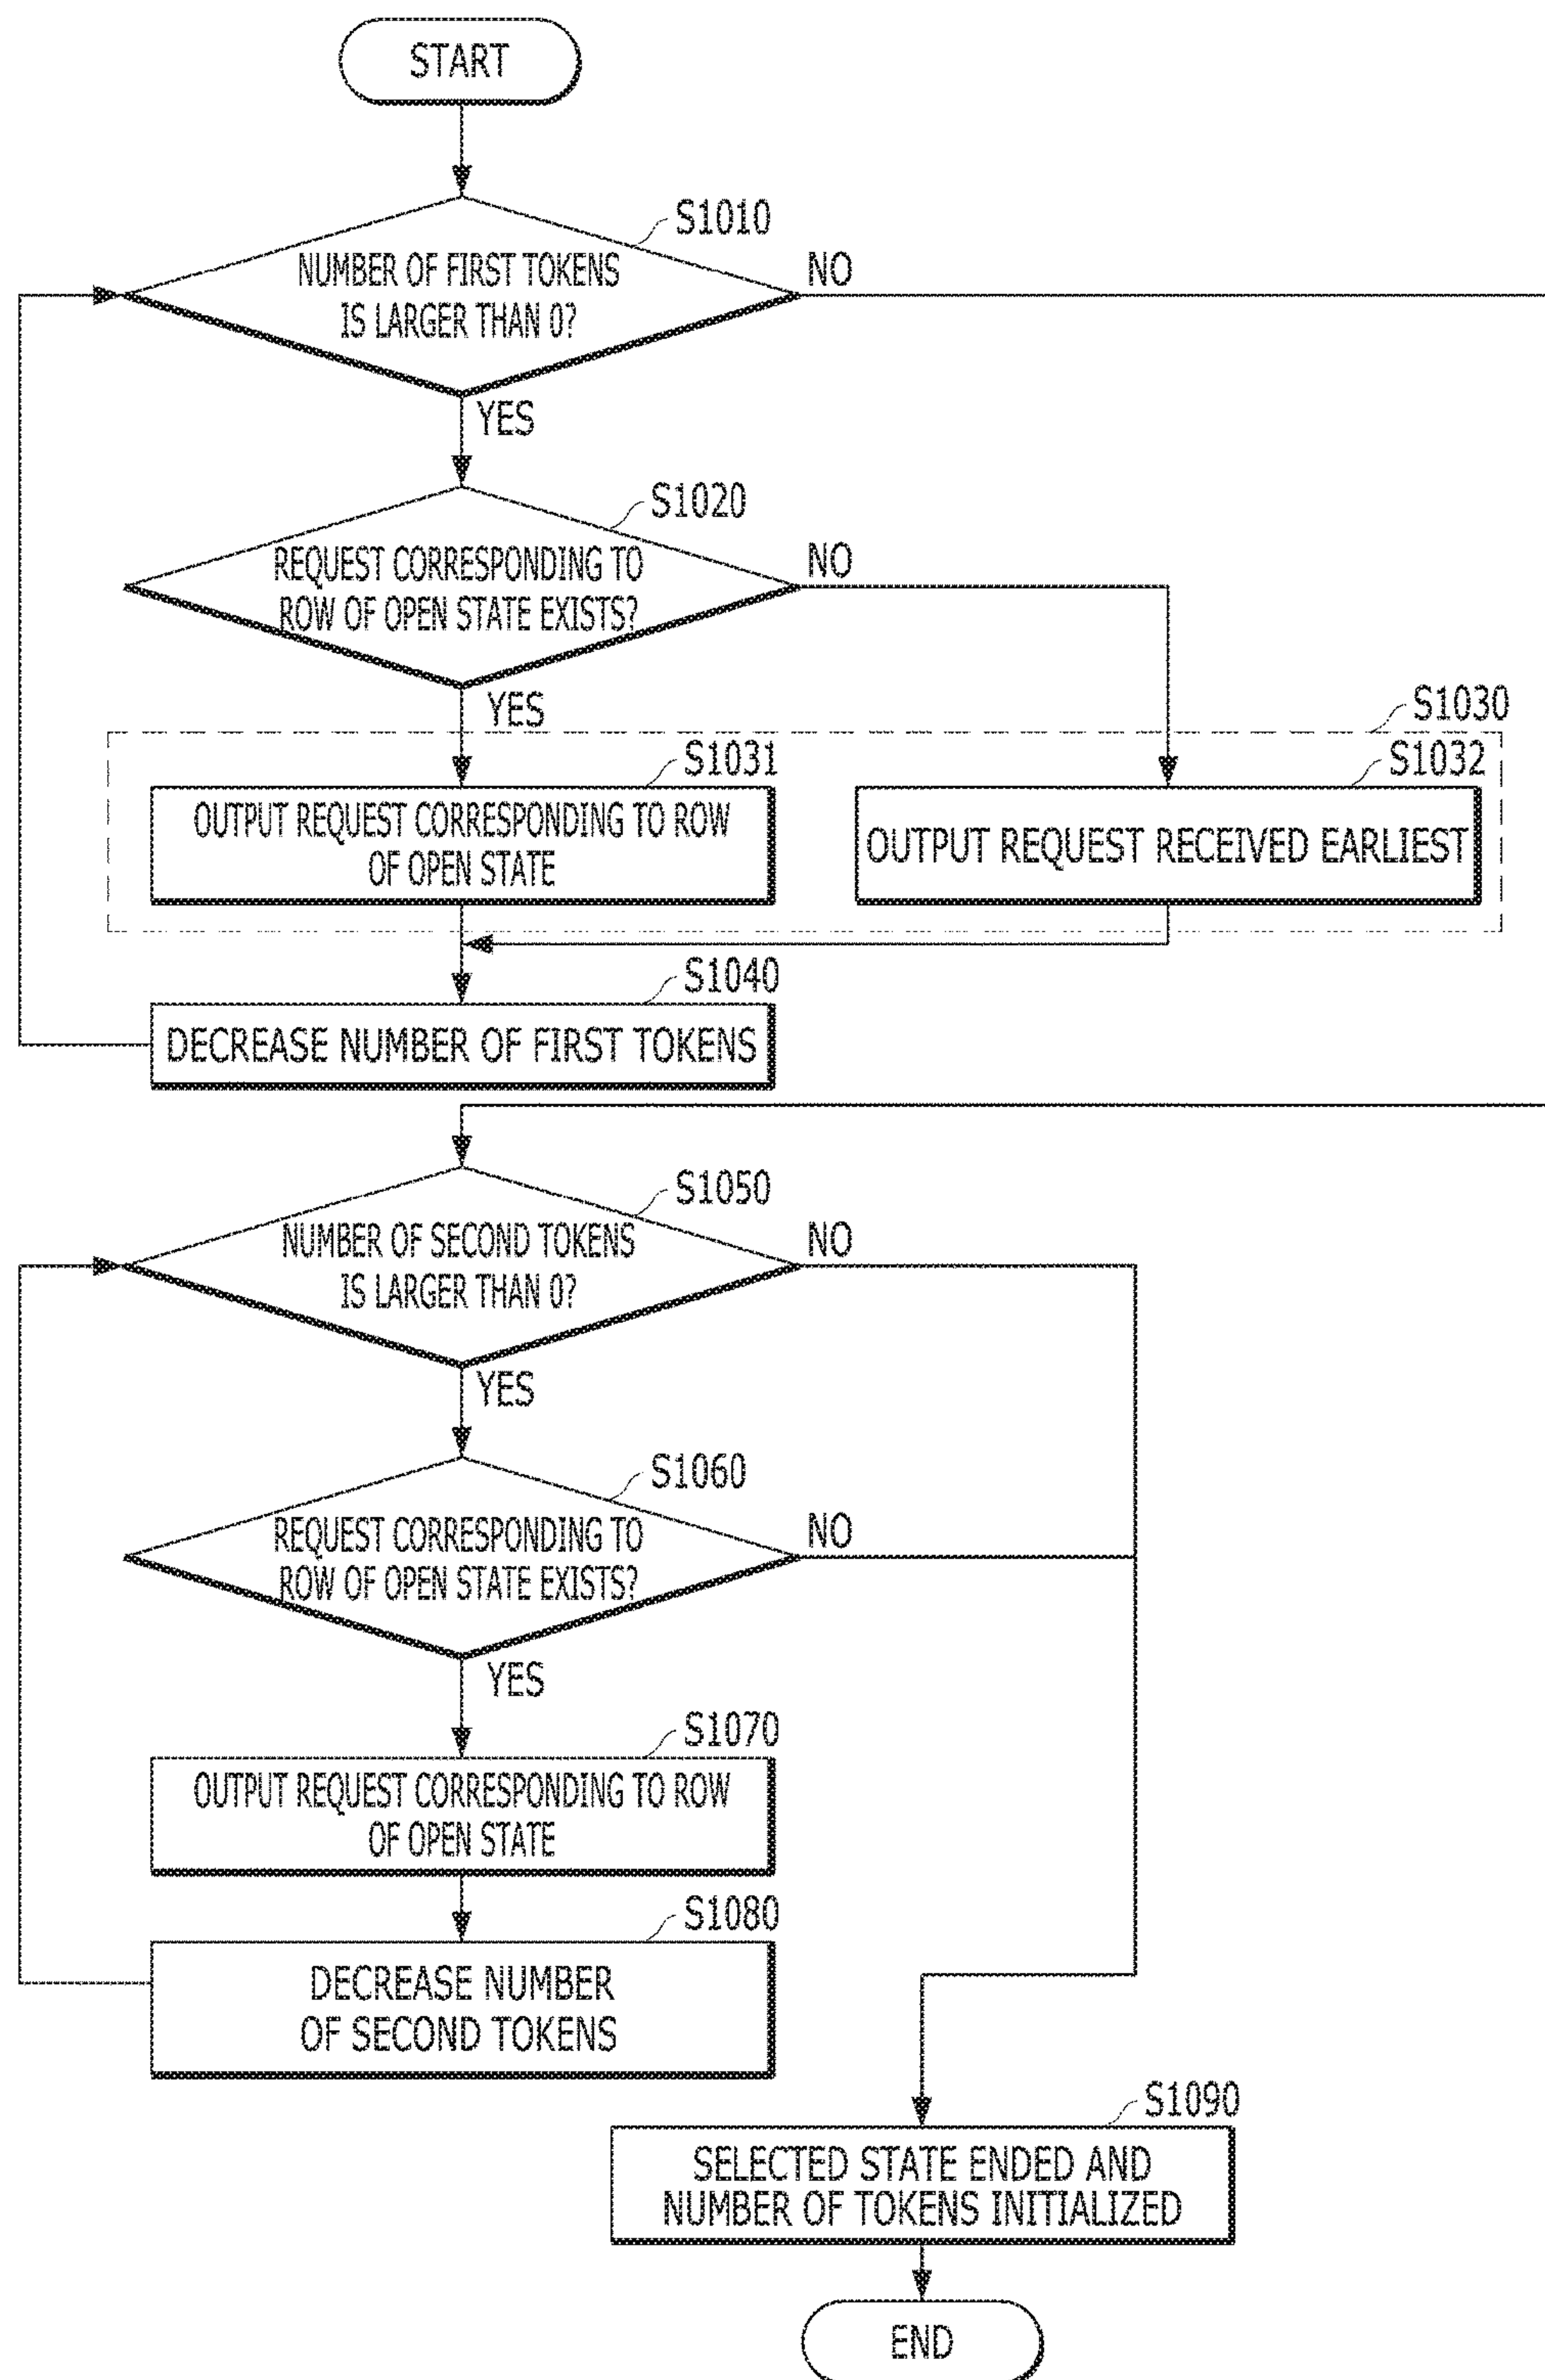 START
S1010
NUMBER OF FIRST TOKENS
IS LARGER THAN 0?
NO
YES
S1020
REQUEST CORRESPONDING TO
ROW OF OPEN STATE EXISTS?
NO
YES
S1030
S1031
OUTPUT REQUEST CORRESPONDING TO ROW
OF OPEN STATE
S1032
OUTPUT REQUEST RECEIVED EARLIEST
S1040
DECREASE NUMBER OF FIRST TOKENS
S1050
NUMBER OF SECOND TOKENS
IS LARGER THAN 0?
NO
YES
S1060
REQUEST CORRESPONDING TO
ROW OF OPEN STATE EXISTS?
NO
YES
S1070
OUTPUT REQUEST CORRESPONDING TO ROW
OF OPEN STATE
S1080
DECREASE NUMBER
OF SECOND TOKENS
S1090
SELECTED STATE ENDED AND
NUMBER OF TOKENS INITIALIZED
END